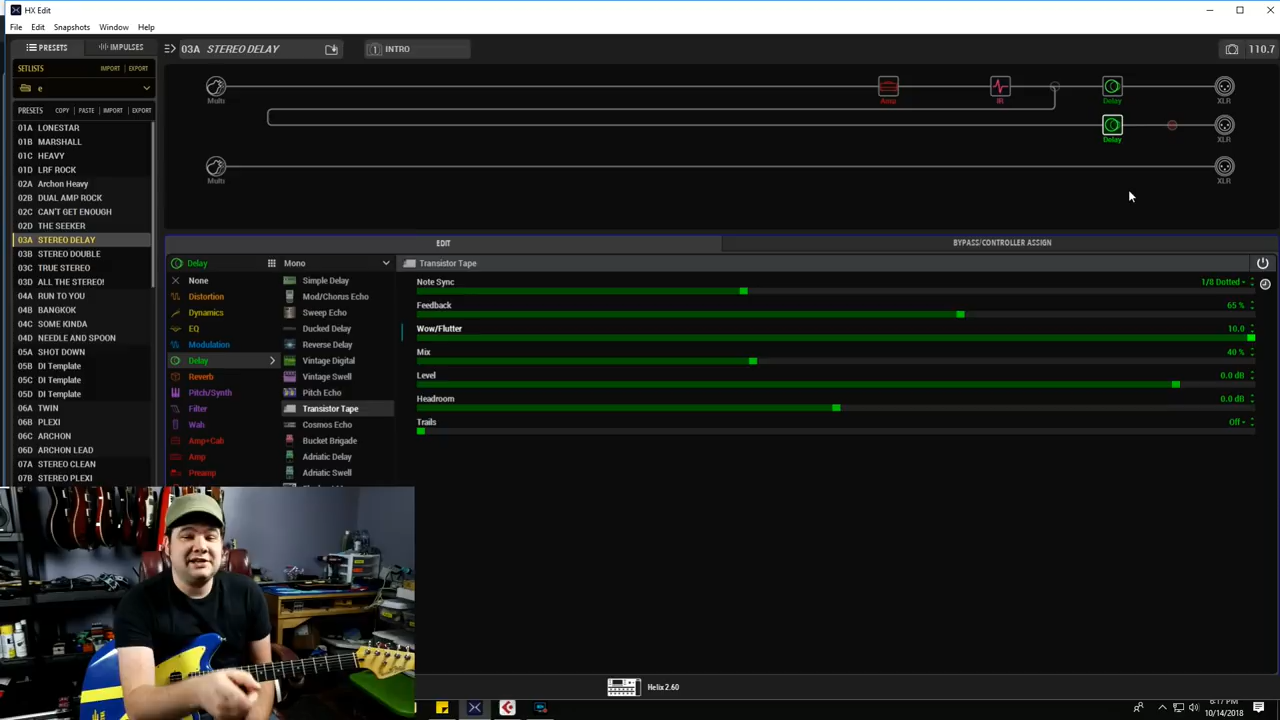 HX Edit
File Edit Snapshots Window Help
PRESETS IMPULSES
03A STEREO DELAY
1 INTRO
110.7
SETLISTS IMPORT EXPORT
e
PRESETS COPY PASTE IMPORT EXPORT
01A LONESTAR
01B MARSHALL
01C HEAVY
01D LRF ROCK
02A Archon Heavy
02B DUAL AMP ROCK
02C CAN'T GET ENOUGH
02D THE SEEKER
03A STEREO DELAY
03B STEREO DOUBLE
03C TRUE STEREO
03D ALL THE STEREO!
04A RUN TO YOU
04B BANGKOK
04C SOME KINDA
04D NEEDLE AND SPOON
05A SHOT DOWN
05B DI Template
05C DI Template
05D DI Template
06A TWIN
06B PLEXI
06C ARCHON
06D ARCHON LEAD
07A STEREO CLEAN
07B STEREO PLEXI
Multi Amp IR Delay XLR
Delay XLR
Multi XLR
EDIT BYPASS/CONTROLLER ASSIGN
Delay Mono
None
Distortion
Dynamics
EQ
Modulation
Delay
Reverb
Pitch/Synth
Filter
Wah
Amp+Cab
Amp
Preamp
Simple Delay
Mod/Chorus Echo
Sweep Echo
Ducked Delay
Reverse Delay
Vintage Digital
Vintage Swell
Pitch Echo
Transistor Tape
Cosmos Echo
Bucket Brigade
Adriatic Delay
Adriatic Swell
Transistor Tape
Note Sync 1/8 Dotted
Feedback 65 %
Wow/Flutter 10.0
Mix 40 %
Level 0.0 dB
Headroom 0.0 dB
Trails Off
Helix 2.60
6:17 PM
10/14/2018